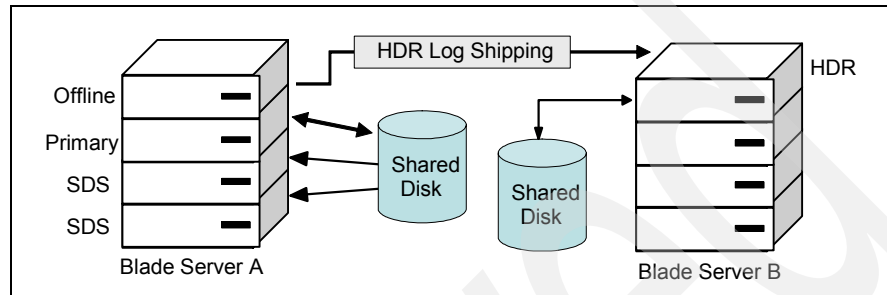 HDR Log Shipping
HDR
Offline
Primary
SDS
SDS
Shared
Disk
Shared
Disk
Blade Server A
Blade Server B